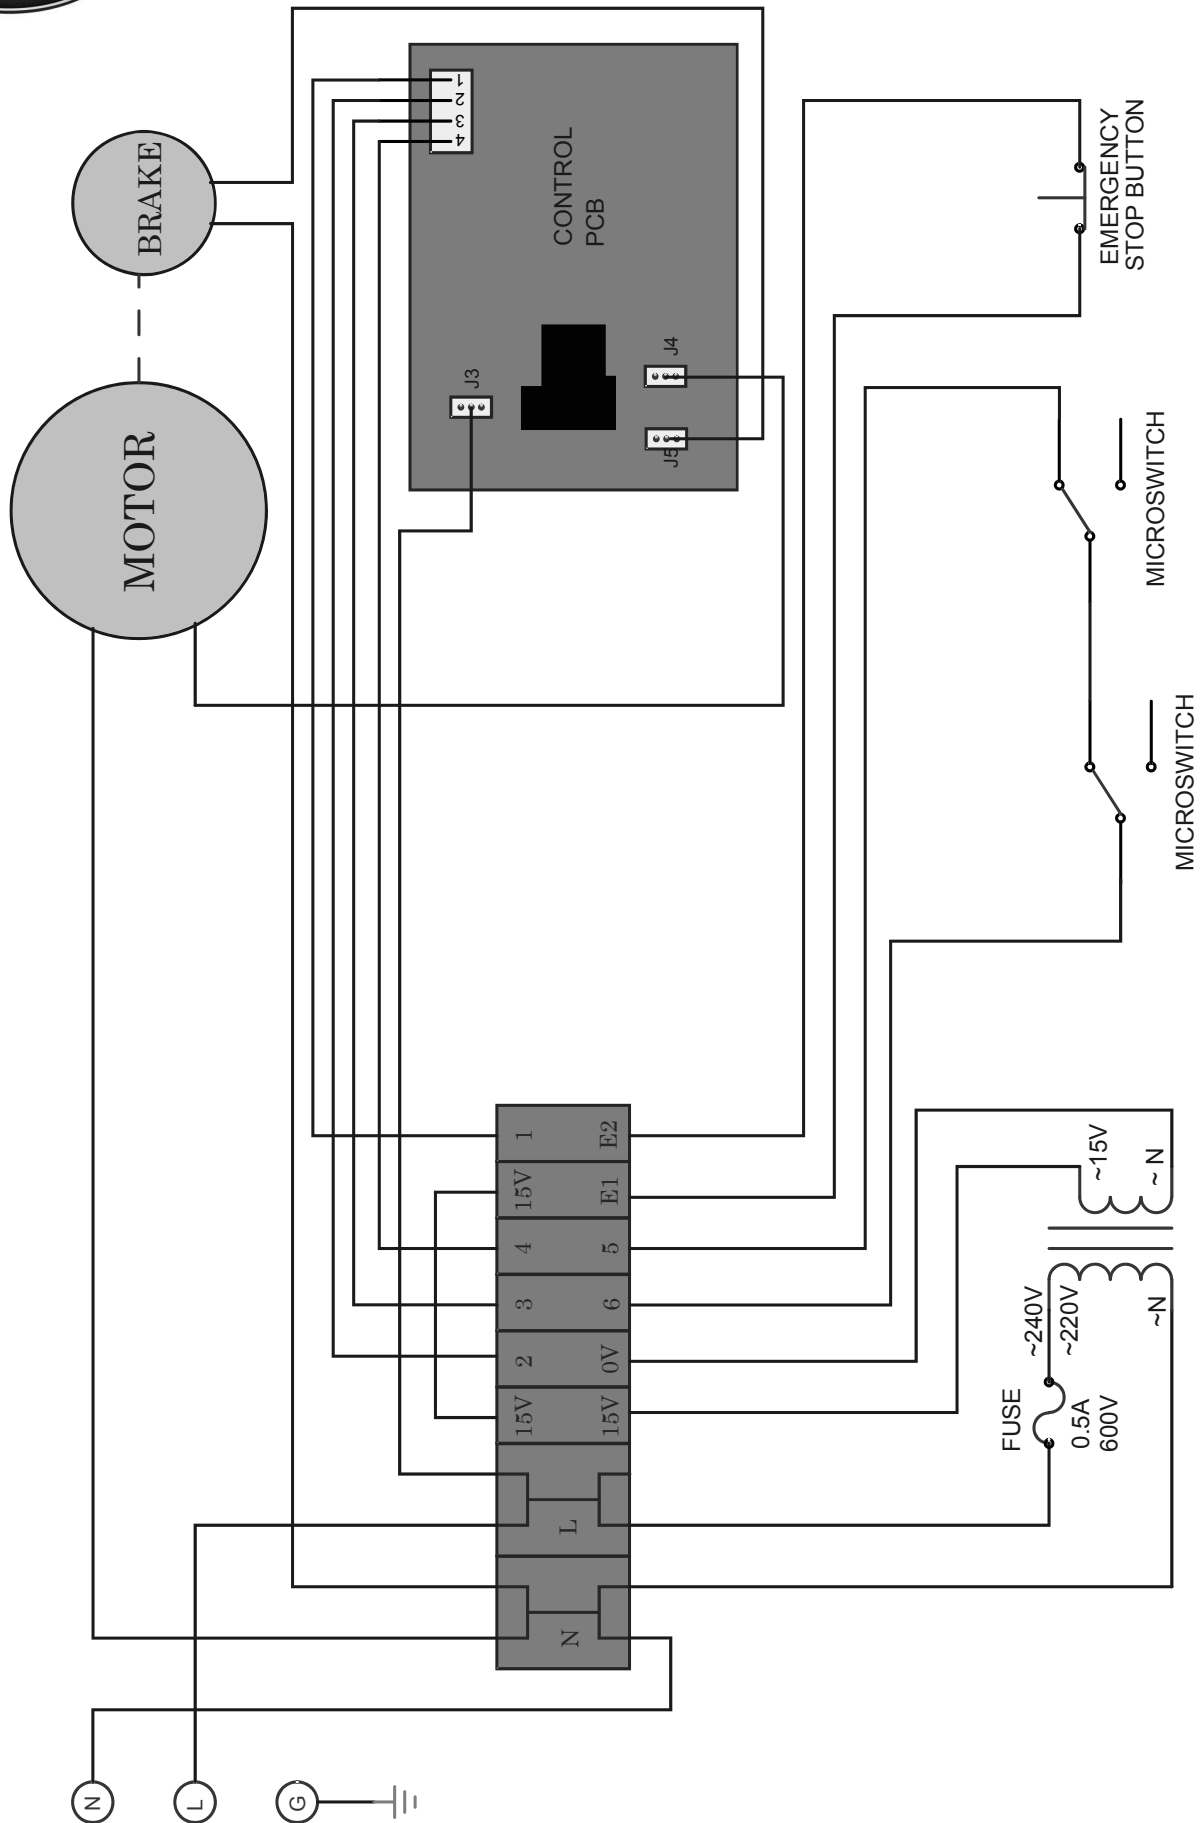 BRAKE
MOTOR
1
2
3
4
CONTROL
PCB
J3
J4
J5
EMERGENCY
STOP BUTTON
MICROSWITCH
MICROSWITCH
1
15V
4
3
2
15V
E2
E1
5
6
0V
15V
L
N
~15V
~ N
~240V
~220V
~N
FUSE
0.5A
600V
N
L
G